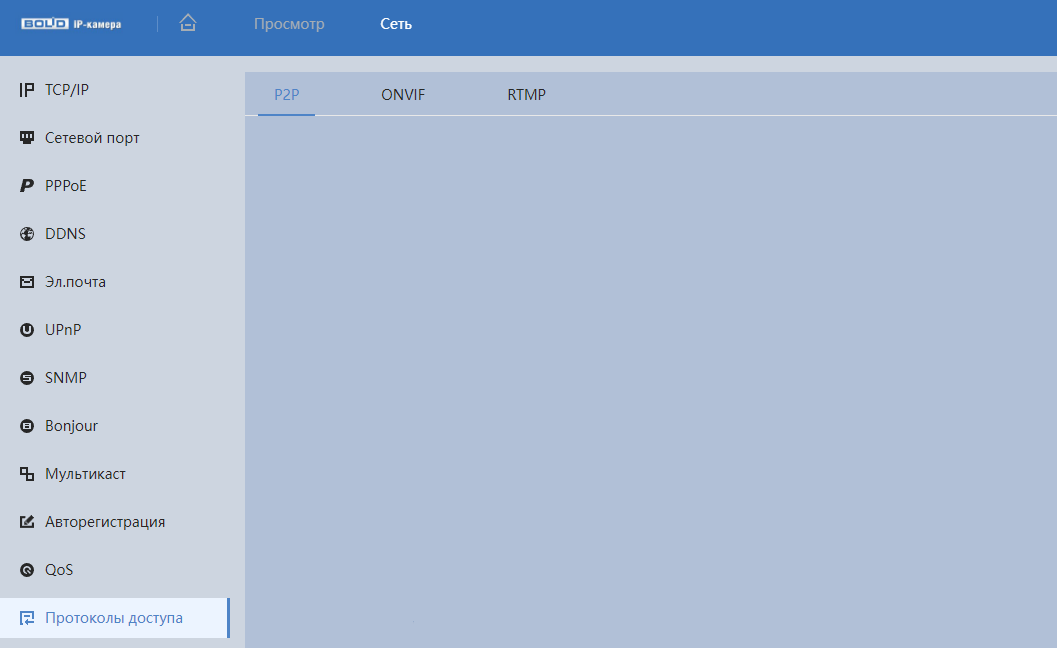 BOLID IP-камера
Просмотр
Сеть
TCP/IP
Сетевой порт
PPPoE
DDNS
Эл.почта
UPnP
SNMP
Bonjour
Мультикаст
Авторегистрация
QoS
Протоколы доступа
P2P
ONVIF
RTMP